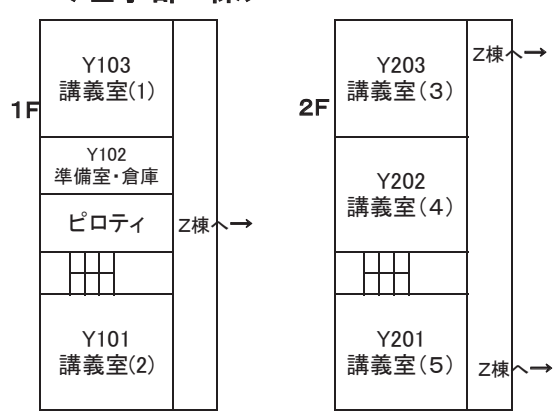 1F
Y103
講義室(1)
Y102
準備室・倉庫
ピロティ
Z棟へ→
Y101
講義室(2)
2F
Z棟へ→
Y203
講義室(3)
Y202
講義室(4)
Y201
講義室(5)
Z棟へ→